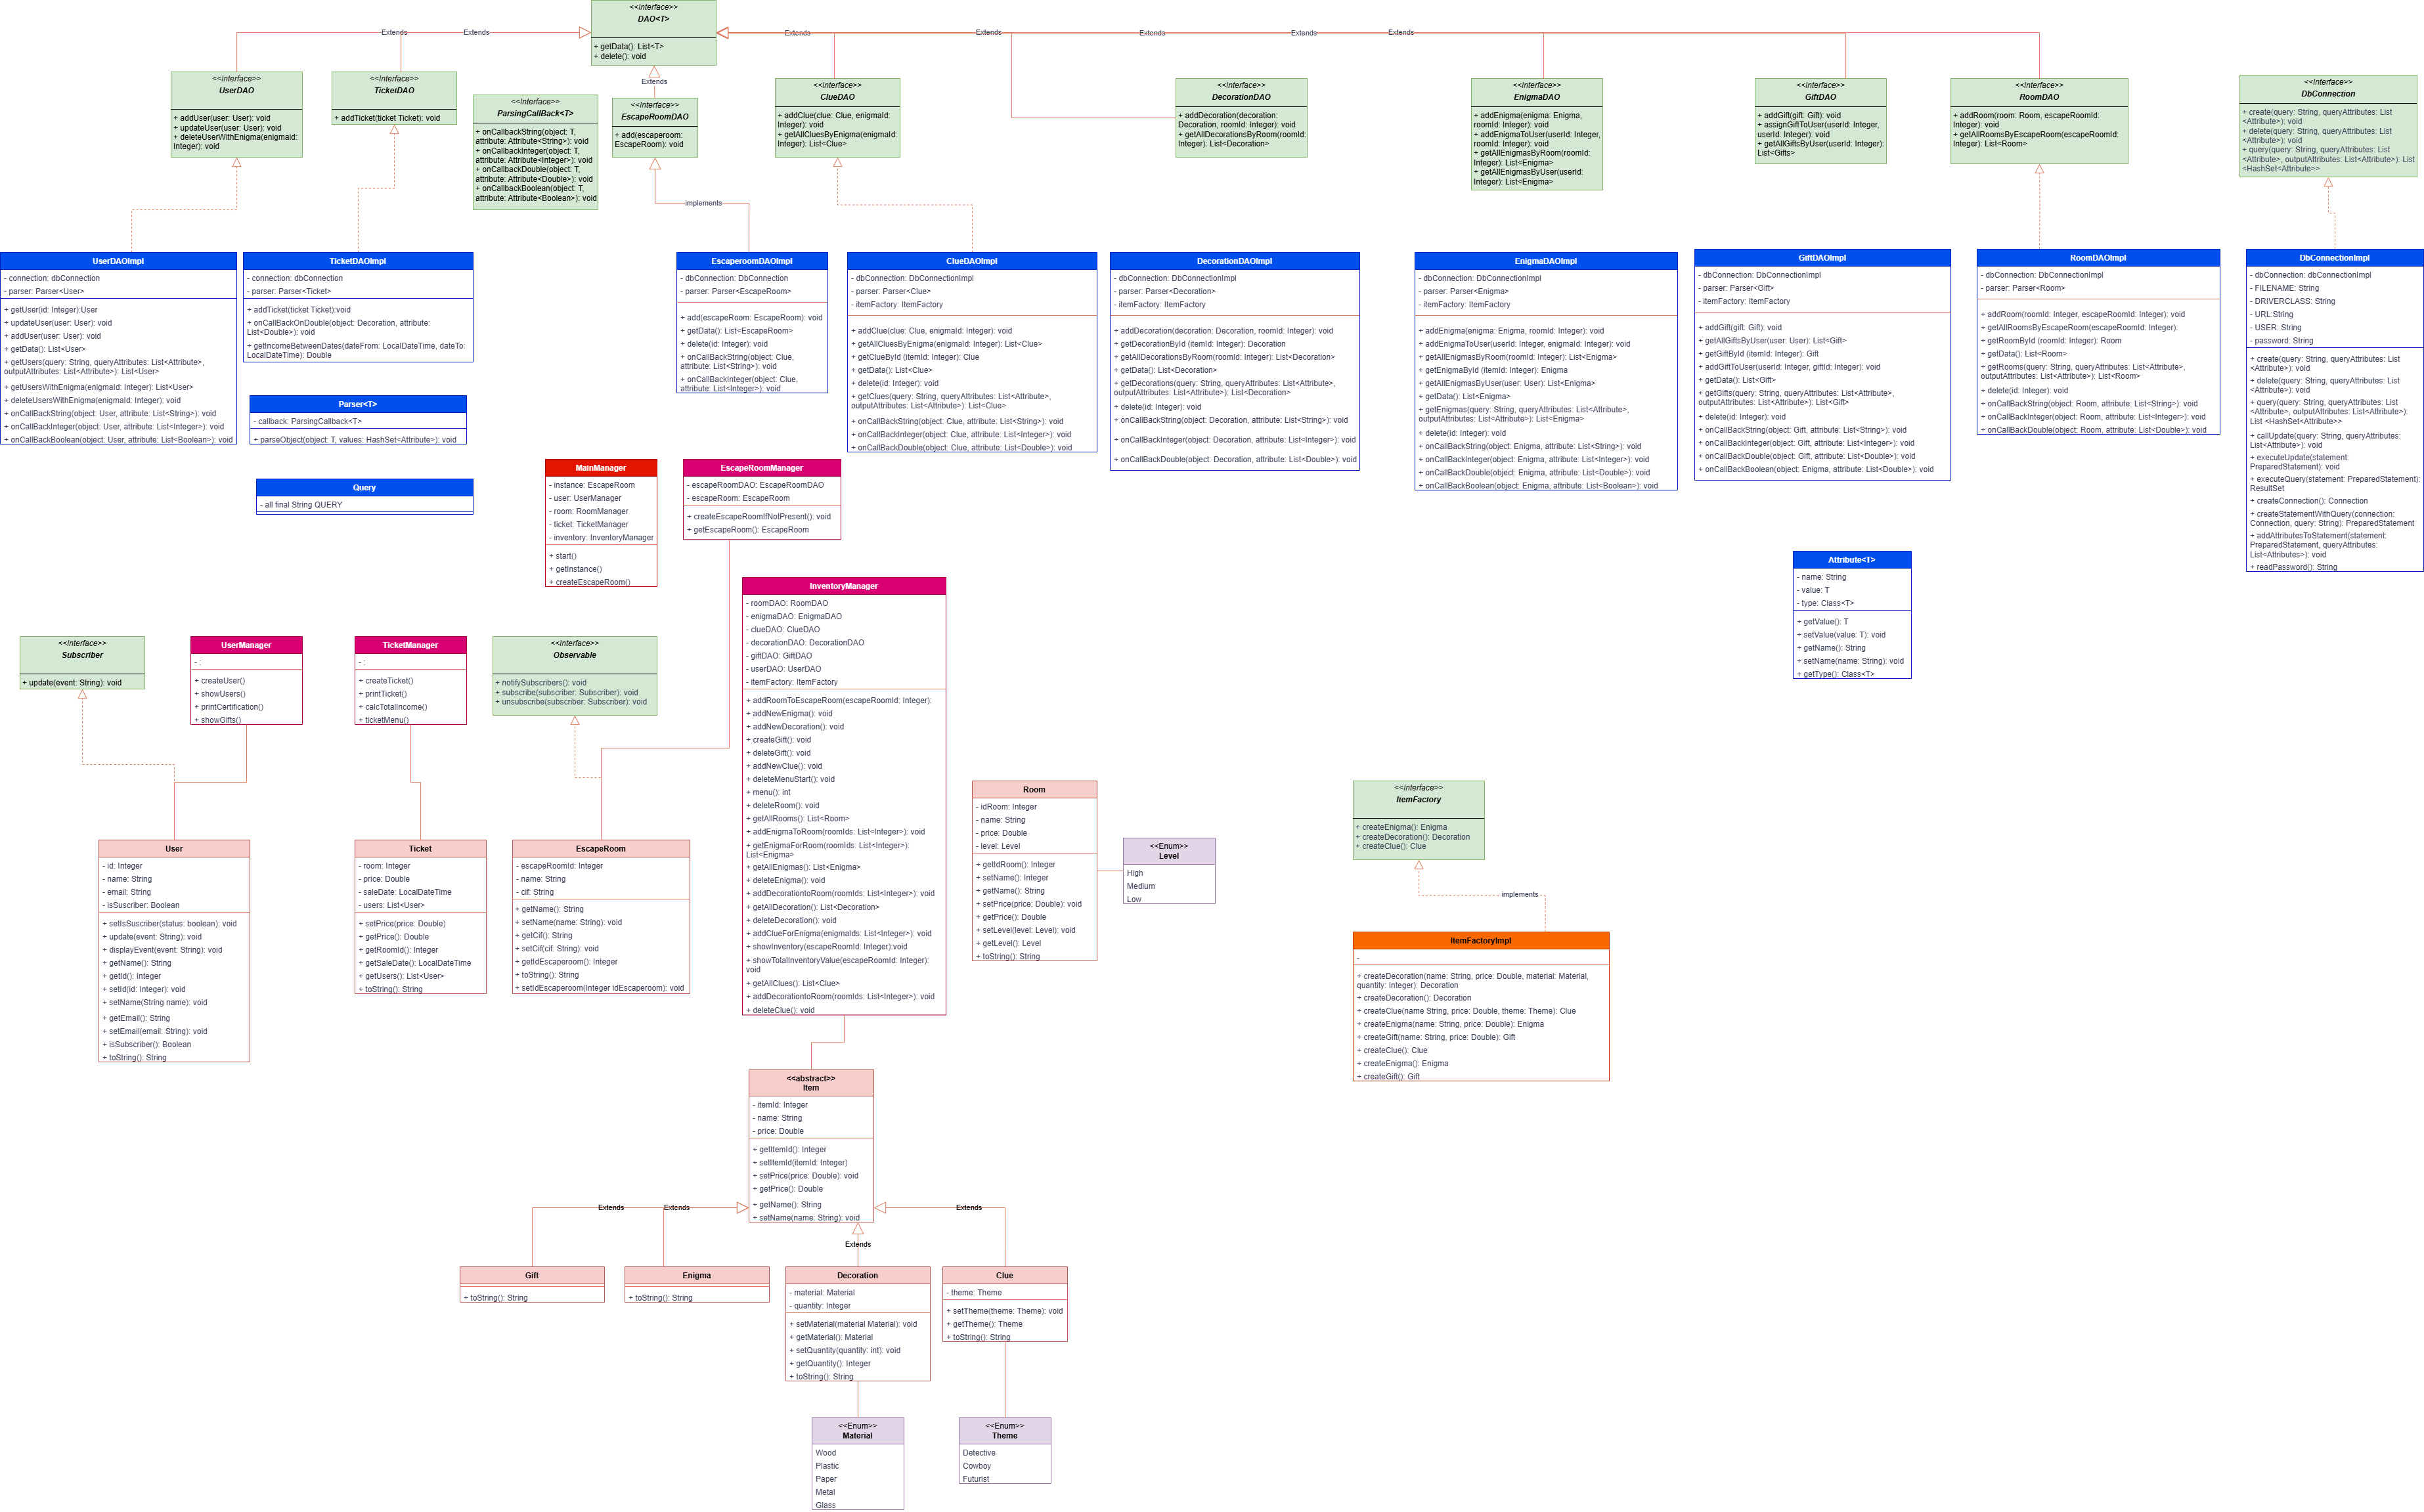 <<Interface>>
DAO<T>
+ getData(): List<T>
+ delete(): void
Extends
Extends
Extends
Extends
Extends
Extends
Extends
Extends
<<Interface>>
UserDAO
+ addUser(user: User): void
+ updateUser(user: User): void
+ deleteUserWithEnigma(enigmaId:
Integer): void
<<Interface>>
TicketDAO
+ addTicket(ticket Ticket): void
<<Interface>>
ParsingCallBack<T>
+ onCallbackString(object: T,
attribute: Attribute<String>): void
+ onCallbackInteger(object: T,
attribute: Attribute<Integer>): void
+ onCallbackDouble(object: T,
attribute: Attribute<Double>): void
+ onCallbackBoolean(object: T,
attribute: Attribute<Boolean>): void
<<Interface>>
EscapeRoomDAO
+ add(escaperoom:
EscapeRoom): void
<<Interface>>
ClueDAO
+ addClue(clue: Clue, enigmaId:
Integer): void
+ getAllCluesByEnigma(enigmaId:
Integer): List<Clue>
<<Interface>>
DecorationDAO
+ addDecoration(decoration:
Decoration, roomId: Integer): void
+ getAllDecorationsByRoom(roomId:
Integer): List<Decoration>
<<Interface>>
EnigmaDAO
+ addEnigma(enigma: Enigma,
roomId: Integer): void
+ addEnigmaToUser(userId: Integer,
roomId: Integer): void
+ getAllEnigmasByRoom(roomId:
Integer): List<Enigma>
+ getAllEnigmasByUser(userId:
Integer): List<Enigma>
<<Interface>>
GiftDAO
+ addGift(gift: Gift): void
+ assignGiftToUser(userId: Integer,
userId: Integer): void
+ getAllGiftsByUser(userId: Integer):
List<Gifts>
<<Interface>>
RoomDAO
+ addRoom(room: Room, escapeRoomId:
Integer): void
+ getAllRoomsByEscapeRoom(escapeRoomId:
Integer): List<Room>
<<Interface>>
DbConnection
+ create(query: String, queryAttributes: List
<Attribute>): void
+ delete(query: String, queryAttributes: List
<Attribute>): void
+ query(query: String, queryAttributes: List
<Attribute>, outputAttributes: List<Attribute>): List
<HashSet<Attribute>>
implements
UserDAOImpl
- connection: dbConnection
- parser: Parser<User>
+ getUser(id: Integer):User
+ updateUser(user: User): void
+ addUser(user: User): void
+ getData(): List<User>
+ getUsers(query: String, queryAttributes: List<Attribute>,
outputAttributes: List<Attribute>): List<User>
+ getUsersWithEnigma(enigmaId: Integer): List<User>
+ deleteUsersWithEnigma(enigmaId: Integer): void
+ onCallBackString(object: User, attribute: List<String>): void
+ onCallBackInteger(object: User, attribute: List<Integer>): void
+ onCallBackBoolean(object: User, attribute: List<Boolean>): void
TicketDAOImpl
- connection: dbConnection
- parser: Parser<Ticket>
+ addTicket(ticket Ticket):void
+ onCallBackOnDouble(object: Decoration, attribute:
List<Double>): void
+ getIncomeBetweenDates(dateFrom: LocalDateTime, dateTo:
LocalDateTime): Double
Parser<T>
- callback: ParsingCallback<T>
+ parseObject(object: T, values: HashSet<Attribute>): void
Query
- all final String QUERY
EscaperoomDAOImpl
- dbConnection: DbConnection
- parser: Parser<EscapeRoom>
+ add(escapeRoom: EscapeRoom): void
+ getData(): List<EscapeRoom>
+ delete(id: Integer): void
+ onCallBackString(object: Clue,
attribute: List<String>): void
+ onCallBackInteger(object: Clue,
attribute: List<Integer>): void
ClueDAOImpl
- dbConnection: DbConnectionImpl
- parser: Parser<Clue>
- itemFactory: ItemFactory
+ addClue(clue: Clue, enigmaId: Integer): void
+ getAllCluesByEnigma(enigmaId: Integer): List<Clue>
+ getClueById (itemId: Integer): Clue
+ getData(): List<Clue>
+ delete(id: Integer): void
+ getClues(query: String, queryAttributes: List<Attribute>,
outputAttributes: List<Attribute>): List<Clue>
+ onCallBackString(object: Clue, attribute: List<String>): void
+ onCallBackInteger(object: Clue, attribute: List<Integer>): void
+ onCallBackDouble(object: Clue, attribute: List<Double>): void
DecorationDAOImpl
- dbConnection: DbConnectionImpl
- parser: Parser<Decoration>
- itemFactory: ItemFactory
+ addDecoration(decoration: Decoration, roomId: Integer): void
+ getDecorationById (itemId: Integer): Decoration
+ getAllDecorationsByRoom(roomId: Integer): List<Decoration>
+ getData(): List<Decoration>
+ getDecorations(query: String, queryAttributes: List<Attribute>,
outputAttributes: List<Attribute>): List<Decoration>
+ delete(id: Integer): void
+ onCallBackString(object: Decoration, attribute: List<String>): void
+ onCallBackInteger(object: Decoration, attribute: List<Integer>): void
+ onCallBackDouble(object: Decoration, attribute: List<Double>): void
EnigmaDAOImpl
- dbConnection: DbConnectionImpl
- parser: Parser<Enigma>
- itemFactory: ItemFactory
+ addEnigma(enigma: Enigma, roomId: Integer): void
+ addEnigmaToUser(userId: Integer, enigmaId: Integer): void
+ getAllEnigmasByRoom(roomId: Integer): List<Enigma>
+ getEnigmaById (itemId: Integer): Enigma
+ getAllEnigmasByUser(user: User): List<Enigma>
+ getData(): List<Enigma>
+ getEnigmas(query: String, queryAttributes: List<Attribute>,
outputAttributes: List<Attribute>): List<Enigma>
+ delete(id: Integer): void
+ onCallBackString(object: Enigma, attribute: List<String>): void
+ onCallBackInteger(object: Enigma, attribute: List<Integer>): void
+ onCallBackDouble(object: Enigma, attribute: List<Double>): void
+ onCallBackBoolean(object: Enigma, attribute: List<Boolean>): void
GiftDAOImpl
- dbConnection: DbConnectionImpl
- parser: Parser<Gift>
- itemFactory: ItemFactory
+ addGift(gift: Gift): void
+ getAllGiftsByUser(user: User): List<Gift>
+ getGiftById (itemId: Integer): Gift
+ addGiftToUser(userId: Integer, giftId: Integer): void
+ getData(): List<Gift>
+ getGifts(query: String, queryAttributes: List<Attribute>,
outputAttributes: List<Attribute>): List<Gift>
+ delete(id: Integer): void
+ onCallBackString(object: Gift, attribute: List<String>): void
+ onCallBackInteger(object: Gift, attribute: List<Integer>): void
+ onCallBackDouble(object: Gift, attribute: List<Double>): void
+ onCallBackBoolean(object: Enigma, attribute: List<Double>): void
RoomDAOImpl
- dbConnection: DbConnectionImpl
- parser: Parser<Room>
+ addRoom(roomId: Integer, escapeRoomId: Integer): void
+ getAllRoomsByEscapeRoom(escapeRoomId: Integer):
+ getRoomById (roomId: Integer): Room
+ getData(): List<Room>
+ getRooms(query: String, queryAttributes: List<Attribute>,
outputAttributes: List<Attribute>): List<Room>
+ delete(id: Integer): void
+ onCallBackString(object: Room, attribute: List<String>): void
+ onCallBackInteger(object: Room, attribute: List<Integer>): void
+ onCallBackDouble(object: Room, attribute: List<Double>): void
DbConnectionImpl
- dbConnection: dbConnectionImpl
- FILENAME: String
- DRIVERCLASS: String
- URL:String
- USER: String
- password: String
+ create(query: String, queryAttributes: List
<Attribute>): void
+ delete(query: String, queryAttributes: List
<Attribute>): void
+ query(query: String, queryAttributes: List
<Attribute>, outputAttributes: List<Attribute>):
List <HashSet<Attribute>>
+ callUpdate(query: String, queryAttributes:
List<Attribute>): void
+ executeUpdate(statement:
PreparedStatement): void
+ executeQuery(statement: PreparedStatement):
ResultSet
+ createConnection(): Connection
+ createStatementWithQuery(connection:
Connection, query: String): PreparedStatement
+ addAttributesToStatement(statement:
PreparedStatement, queryAttributes:
List<Attributes>): void
+ readPassword(): String
MainManager
- instance: EscapeRoom
- user: UserManager
- room: RoomManager
- ticket: TicketManager
- inventory: InventoryManager
+ start()
+ getInstance()
+ createEscapeRoom()
EscapeRoomManager
- escapeRoomDAO: EscapeRoomDAO
- escapeRoom: EscapeRoom
+ createEscapeRoomIfNotPresent(): void
+ getEscapeRoom(): EscapeRoom
Attribute<T>
- name: String
- value: T
- type: Class<T>
+ getValue(): T
+ setValue(value: T): void
+ getName(): String
+ setName(name: String): void
+ getType(): Class<T>
InventoryManager
- roomDAO: RoomDAO
- enigmaDAO: EnigmaDAO
- clueDAO: ClueDAO
- decorationDAO: DecorationDAO
- giftDAO: GiftDAO
- userDAO: UserDAO
- itemFactory: ItemFactory
+ addRoomToEscapeRoom(escapeRoomId: Integer):
+ addNewEnigma(): void
+ addNewDecoration(): void
+ createGift(): void
+ deleteGift(): void
+ addNewClue(): void
+ deleteMenuStart(): void
+ menu(): int
+ deleteRoom(): void
+ getAllRooms(): List<Room>
+ addEnigmaToRoom(roomIds: List<Integer>): void
+ getEnigmaForRoom(roomIds: List<Integer>):
List<Enigma>
+ getAllEnigmas(): List<Enigma>
+ deleteEnigma(): void
+ addDecorationtoRoom(roomIds: List<Integer>): void
+ getAllDecoration(): List<Decoration>
+ deleteDecoration(): void
+ addClueForEnigma(enigmaIds: List<Integer>): void
+ showInventory(escapeRoomId: Integer):void
+ showTotalInventoryValue(escapeRoomId: Integer):
void
+ getAllClues(): List<Clue>
+ addDecorationtoRoom(roomIds: List<Integer>): void
+ deleteClue(): void
<<Interface>>
Subscriber
+ update(event: String): void
UserManager
- :
+ createUser()
+ showUsers()
+ printCertification()
+ showGifts()
TicketManager
- :
+ createTicket()
+ printTicket()
+ calcTotalIncome()
+ ticketMenu()
<<Interface>>
Observable
+ notifySubscribers(): void
+ subscribe(subscriber: Subscriber): void
+ unsubscribe(subscriber: Subscriber): void
User
- id: Integer
- name: String
- email: String
- isSuscriber: Boolean
+ setIsSuscriber(status: boolean): void
+ update(event: String): void
+ displayEvent(event: String): void
+ getName(): String
+ getId(): Integer
+ setId(id: Integer): void
+ setName(String name): void
+ getEmail(): String
+ setEmail(email: String): void
+ isSubscriber(): Boolean
+ toString(): String
Ticket
- room: Integer
- price: Double
- saleDate: LocalDateTime
- users: List<User>
+ setPrice(price: Double)
+ getPrice(): Double
+ getRoomId(): Integer
+ getSaleDate(): LocalDateTime
+ getUsers(): List<User>
+ toString(): String
EscapeRoom
- escapeRoomId: Integer
- name: String
- cif: String
+ getName(): String
+ setName(name: String): void
+ getCif(): String
+ setCif(cif: String): void
+ getIdEscaperoom(): Integer
+ toString(): String
+ setIdEscaperoom(Integer idEscaperoom): void
Room
- idRoom: Integer
- name: String
- price: Double
- level: Level
+ getIdRoom(): Integer
+ setName(): Integer
+ getName(): String
+ setPrice(price: Double): void
+ getPrice(): Double
+ setLevel(level: Level): void
+ getLevel(): Level
+ toString(): String
<<Enum>>
Level
High
Medium
Low
<<Interface>>
ItemFactory
+ createEnigma(): Enigma
+ createDecoration(): Decoration
+ createClue(): Clue
implements
ItemFactoryImpl
-
+ createDecoration(name: String, price: Double, material: Material,
quantity: Integer): Decoration
+ createDecoration(): Decoration
+ createClue(name String, price: Double, theme: Theme): Clue
+ createEnigma(name: String, price: Double): Enigma
+ createGift(name: String, price: Double): Gift
+ createClue(): Clue
+ createEnigma(): Enigma
+ createGift(): Gift
<<abstract>>
Item
- itemId: Integer
- name: String
- price: Double
+ getItemId(): Integer
+ setItemId(itemId: Integer)
+ setPrice(price: Double): void
+ getPrice(): Double
+ getName(): String
+ setName(name: String): void
Extends
Extends
Extends
Extends
Gift
+ toString(): String
Enigma
+ toString(): String
Decoration
- material: Material
- quantity: Integer
+ setMaterial(material Material): void
+ getMaterial(): Material
+ setQuantity(quantity: int): void
+ getQuantity(): Integer
+ toString(): String
Clue
- theme: Theme
+ setTheme(theme: Theme): void
+ getTheme(): Theme
+ toString(): String
<<Enum>>
Material
Wood
Plastic
Paper
Metal
Glass
<<Enum>>
Theme
Detective
Cowboy
Futurist